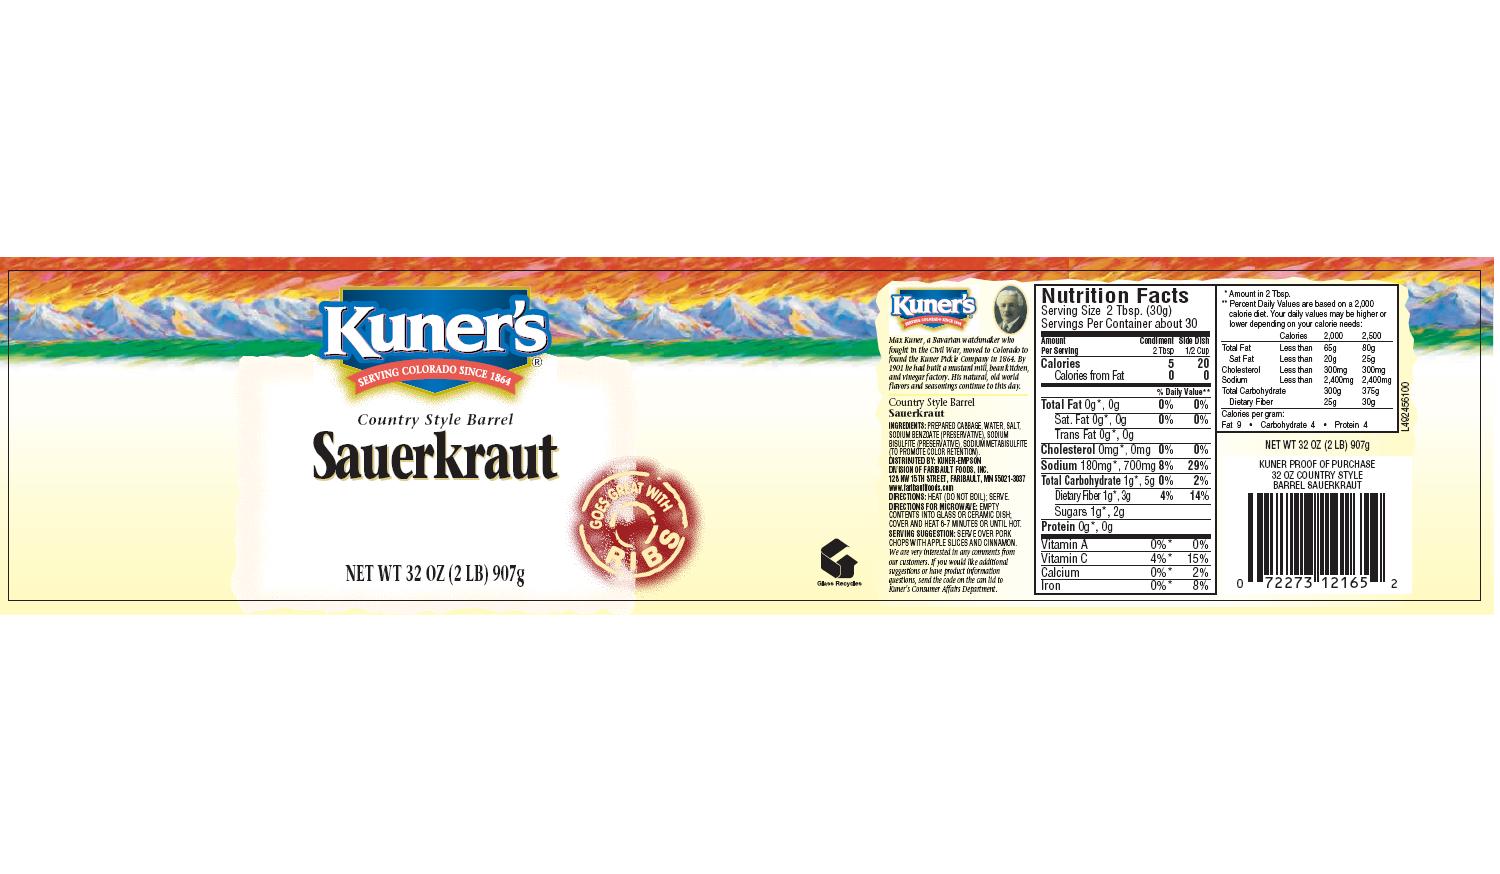 Kuner's
®
SERVING COLORADO SINCE 1864
Country Style Barrel
Sauerkraut
GOES GREAT WITH
RIBS
NET WT 32 OZ (2 LB) 907g
Glass Recycles
Kuner's
SERVING COLORADO SINCE 1864
Max Kuner, a Bavarian watchmaker who
fought in the Civil War, moved to Colorado to
found the Kuner Pickle Company in 1864. By
1901 he had built a mustard mill, bean kitchen,
and vinegar factory. His natural, old world
flavors and seasonings continue to this day.
Country Style Barrel
Sauerkraut
INGREDIENTS: PREPARED CABBAGE, WATER, SALT,
SODIUM BENZOATE (PRESERVATIVE), SODIUM
BISULFITE (PRESERVATIVE), SODIUM METABISULFITE
(TO PROMOTE COLOR RETENTION).
DISTRIBUTED BY: KUNER-EMPSON
DIVISION OF FARIBAULT FOODS, INC.
128 NW 15TH STREET, FARIBAULT, MN 55021-3037
www.faribaultfoods.com
DIRECTIONS: HEAT (DO NOT BOIL); SERVE.
DIRECTIONS FOR MICROWAVE: EMPTY
CONTENTS INTO GLASS OR CERAMIC DISH;
COVER AND HEAT 6-7 MINUTES OR UNTIL HOT.
SERVING SUGGESTION: SERVE OVER PORK
CHOPS WITH APPLE SLICES AND CINNAMON.
We are very interested in any comments from
our customers. If you would like additional
suggestions or have product information
questions, send the code on the can lid to
Kuner's Consumer Affairs Department.
Nutrition Facts
Serving Size 2 Tbsp. (30g)
Servings Per Container about 30
Amount Condiment Side Dish
Per Serving 2 Tbsp 1/2 Cup
Calories 5 20
Calories from Fat 0 0
% Daily Value**
Total Fat 0g*, 0g 0% 0%
Sat. Fat 0g*, 0g 0% 0%
Trans Fat 0g*, 0g
Cholesterol 0mg*, 0mg 0% 0%
Sodium 180mg*, 700mg 8% 29%
Total Carbohydrate 1g*, 5g 0% 2%
Dietary Fiber 1g*, 3g 4% 14%
Sugars 1g*, 2g
Protein 0g*, 0g
Vitamin A 0%* 0%
Vitamin C 4%* 15%
Calcium 0%* 2%
Iron 0%* 8%
* Amount in 2 Tbsp.
** Percent Daily Values are based on a 2,000
calorie diet. Your daily values may be higher or
lower depending on your calorie needs:
Calories 2,000 2,500
Total Fat Less than 65g 80g
Sat Fat Less than 20g 25g
Cholesterol Less than 300mg 300mg
Sodium Less than 2,400mg 2,400mg
Total Carbohydrate 300g 375g
Dietary Fiber 25g 30g
Calories per gram:
Fat 9 • Carbohydrate 4 • Protein 4
L492456100
NET WT 32 OZ (2 LB) 907g
KUNER PROOF OF PURCHASE
32 OZ COUNTRY STYLE
BARREL SAUERKRAUT
0 72273 12165 2